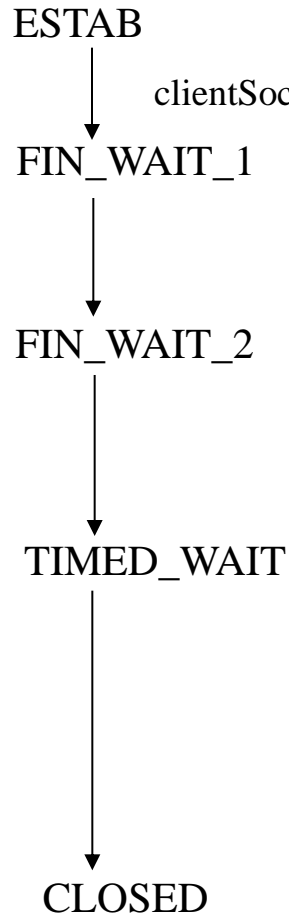 ESTAB
clientSoc
FIN_WAIT_1
FIN_WAIT_2
TIMED_WAIT
CLOSED